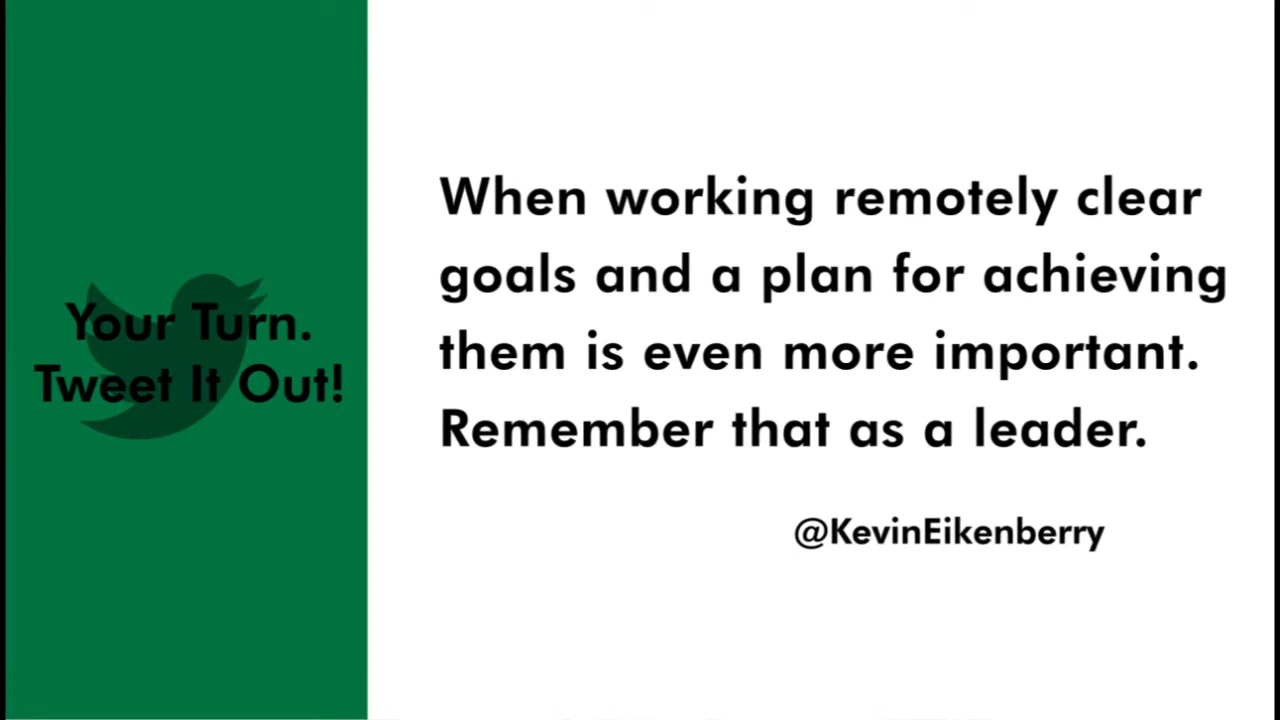 Your Turn.
Tweet It Out!
When working remotely clear
goals and a plan for achieving
them is even more important.
Remember that as a leader.
@KevinEikenberry